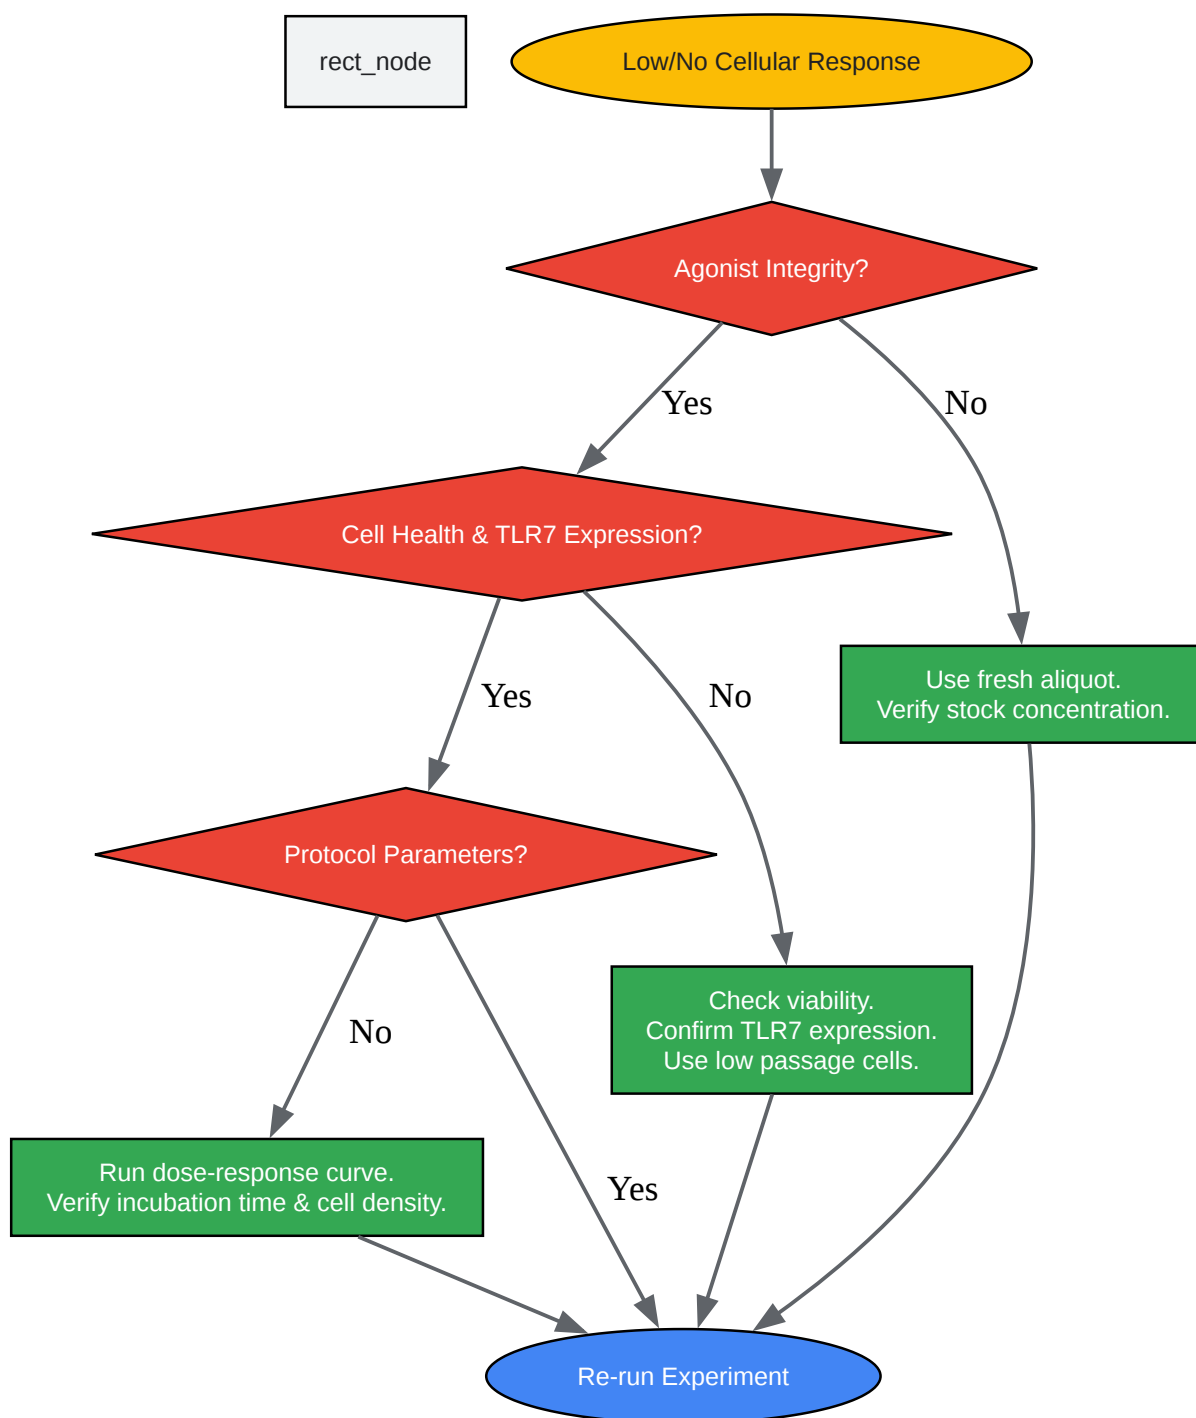 rect_node
Low/No Cellular Response
Agonist Integrity?
Yes
No
Cell Health & TLR7 Expression?
Use fresh aliquot.
Verify stock concentration.
Yes
No
Protocol Parameters?
Check viability.
Confirm TLR7 expression.
Use low passage cells.
No
Run dose-response curve.
Verify incubation time & cell density.
Yes
Re-run Experiment